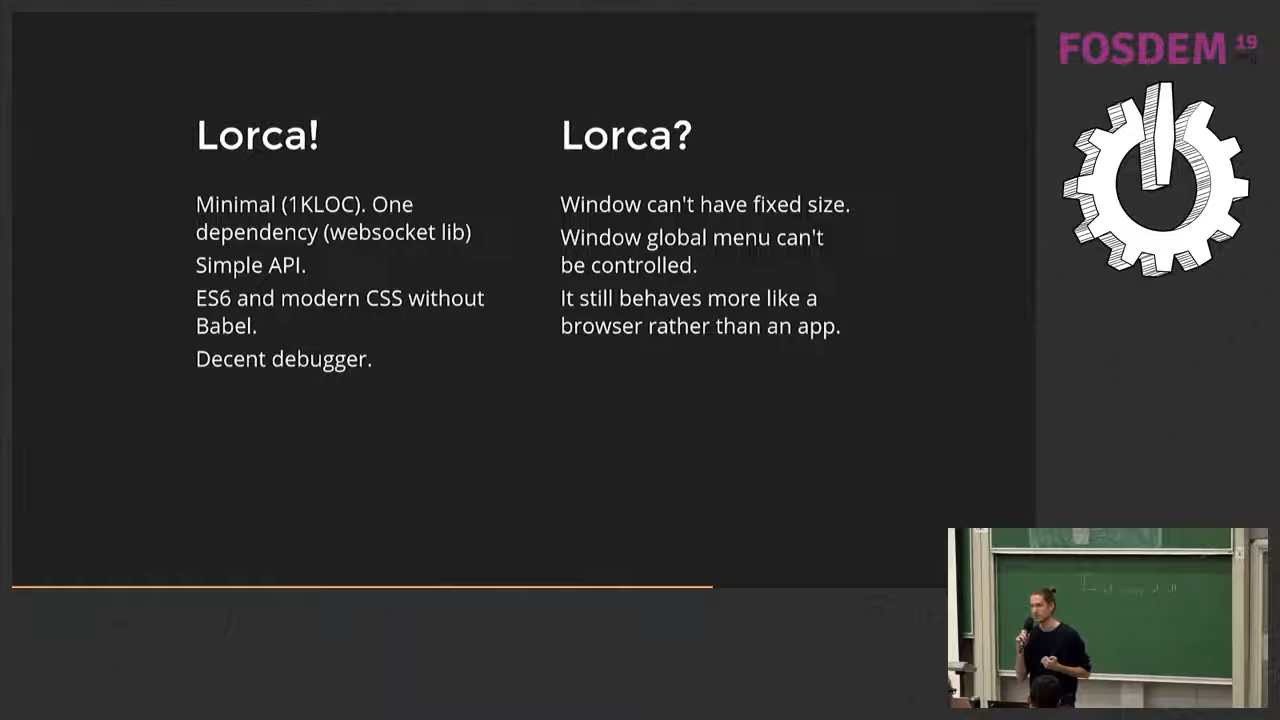 FOSDEM 19
Lorca!
Minimal (1KLOC). One
dependency (websocket lib)
Simple API.
ES6 and modern CSS without
Babel.
Decent debugger.
Lorca?
Window can't have fixed size.
Window global menu can't
be controlled.
It still behaves more like a
browser rather than an app.